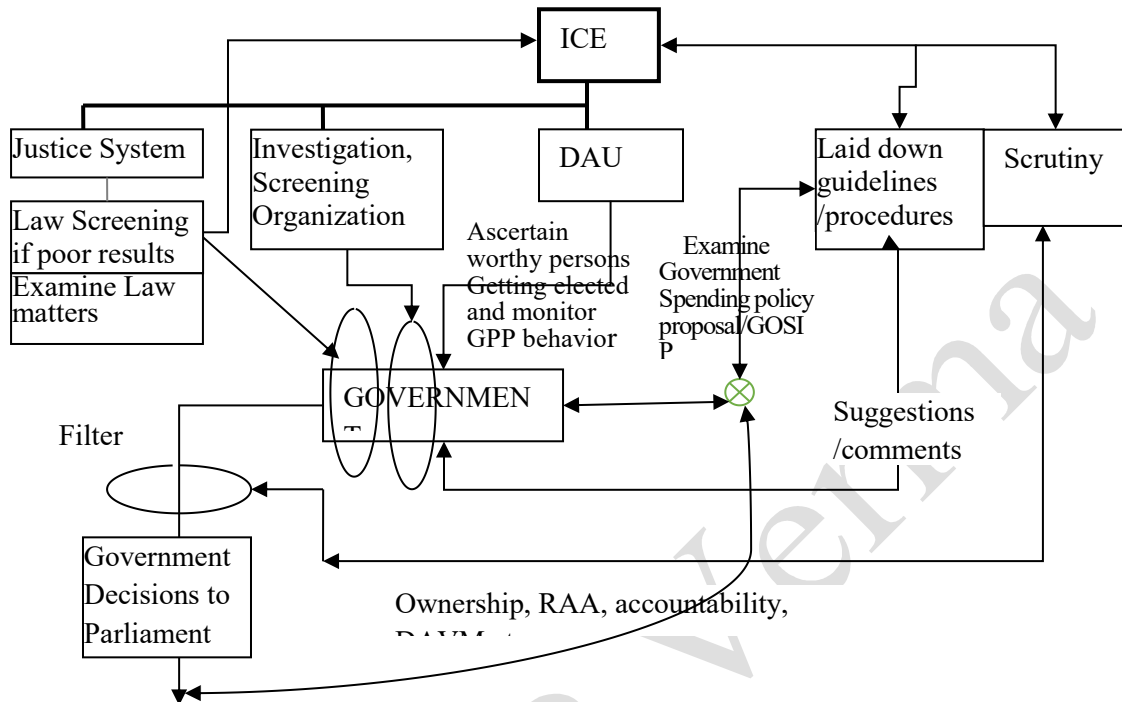 ICE
Justice System
Investigation,
Screening
Organization
DAU
Laid down
guidelines
/procedures
Scrutiny
Law Screening
if poor results
Examine Law
matters
Ascertain
worthy persons
Getting elected
and monitor
GPP behavior
Examine
Government
Spending policy
proposal/GOSI
P
GOVERNMEN
T
Filter
Suggestions
/comments
Government
Decisions to
Parliament
Ownership, RAA, accountability,
Verma